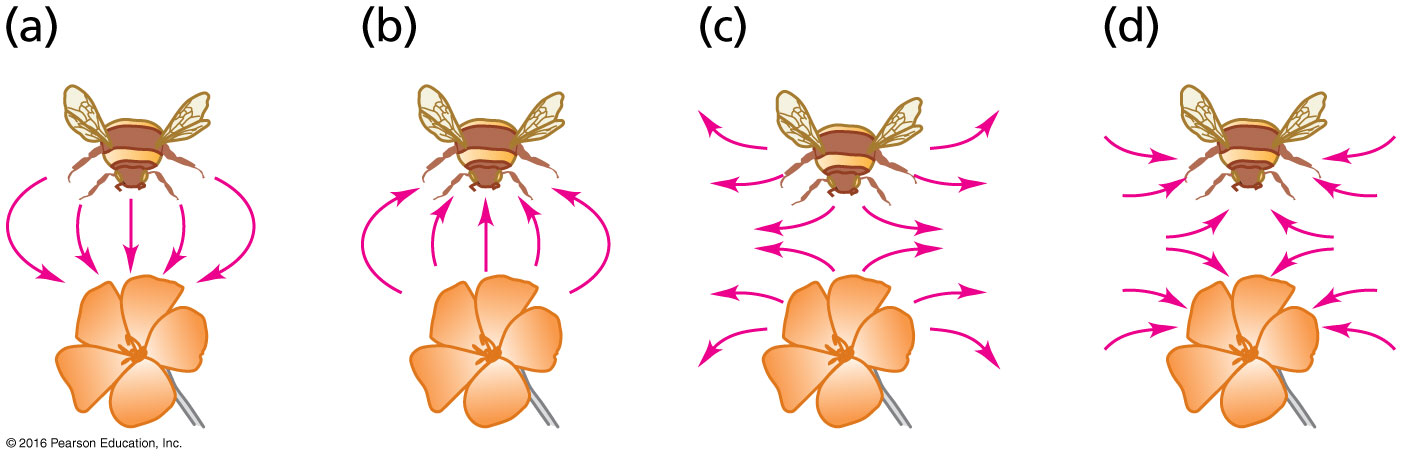 (a) (b) (c) (d)
© 2016 Pearson Education, Inc.